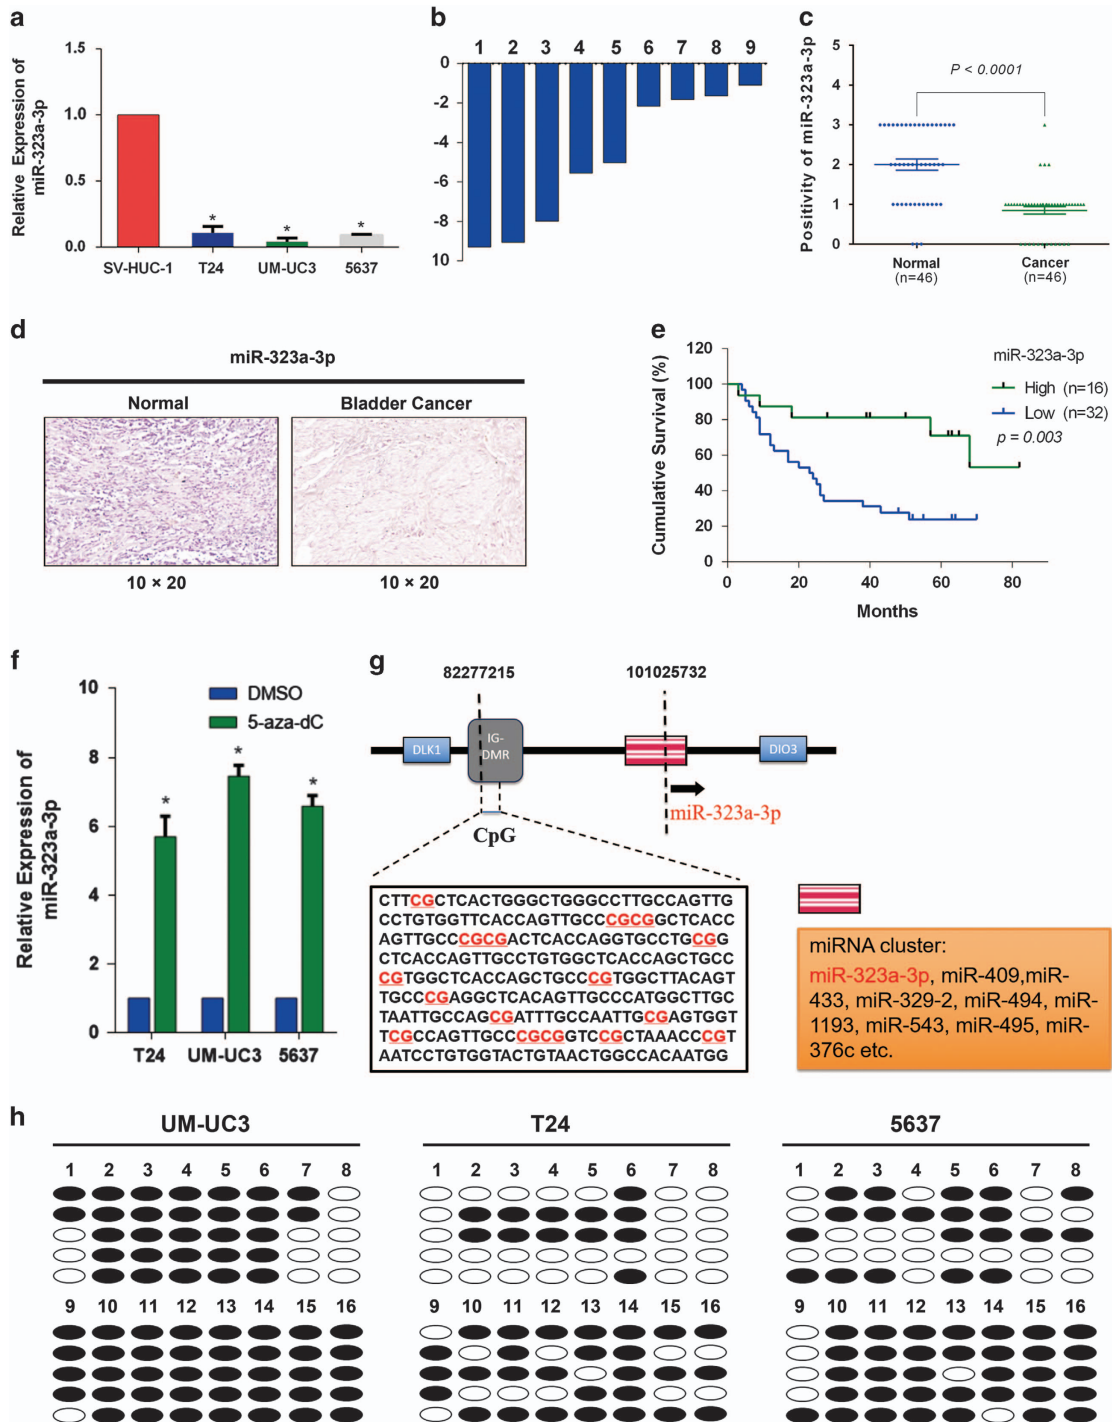 a
Relative Expression of
miR-323a-3p
1.5
1.0
0.5
0.0
*
*
*
SV-HUC-1 T24 UM-UC3 5637
b
1 2 3 4 5 6 7 8 9
0
-2
-4
-6
-8
10
c
Positivity of miR-323a-3p
5
4
3
2
1
0
P < 0.0001
Normal Cancer
(n=46) (n=46)
d
miR-323a-3p
Normal Bladder Cancer
10 × 20 10 × 20
e
Cumulative Survival (%)
120
100
80
60
40
20
0
0 20 40 60 80
Months
miR-323a-3p
High (n=16)
Low (n=32)
p = 0.003
f
Relative Expression of
miR-323a-3p
10
8
6
4
2
0
DMSO
5-aza-dC
*
*
*
T24 UM-UC3 5637
g
82277215 101025732
DLK1 IG-DMR DIO3
miR-323a-3p
CpG
CTTCGCTCACTGGGCTGGGCCTTGCCAGTTG
CCTGTGGTTCACCAGTTGCCCGCGGCTCACC
AGTTGCCCGCGACTCACCAGGTGCCTGCGG
CTCACCAGTTGCCTGTGGCTCACCAGCTGCC
CGTGGCTCACCAGCTGCCCGTGGCTTACAGT
TGCCCGAGGCTCACAGTTGCCCATGGCTTGC
TAATTGCCAGCGATTTGCCAATTGCGAGTGGT
TCGCCAGTTGCCCGCGGTCCGCTAAACCCGT
AATCCTGTGGTACTGTAACTGGCCACAATGG
miRNA cluster:
miR-323a-3p, miR-409,miR-
433, miR-329-2, miR-494, miR-
1193, miR-543, miR-495, miR-
376c etc.
h
UM-UC3 T24 5637
1 2 3 4 5 6 7 8 1 2 3 4 5 6 7 8 1 2 3 4 5 6 7 8
9 10 11 12 13 14 15 16 9 10 11 12 13 14 15 16 9 10 11 12 13 14 15 16